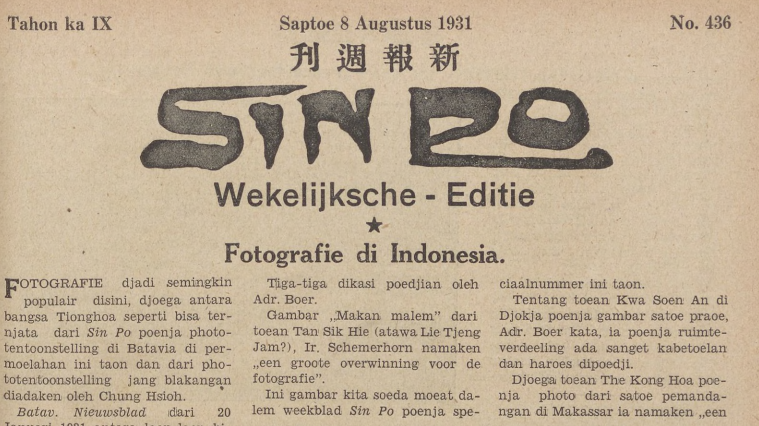 Tahon ka IX Saptoe 8 Augustus 1931 No. 436
刊週報新
SIN PO
Wekelijksche - Editie
★
Fotografie di Indonesia.
FOTOGRAFIE djadi semingkin
populair disini, djoega antara
bangsa Tionghoa seperti bisa ter-
njata dari Sin Po poenja photo-
tentoonstelling di Batavia di per-
moelahan ini taon dan dari pho-
tototentoonstelling jang blakangan
diadaken oleh Chung Hsioh.
Batav. Nieuwsblad dari 20
Tiga-tiga dikasi poedjian oleh
Adr. Boer.
Gambar „Makan malem" dari
toean Tan Sik Hie (atawa Lie Tjeng
Jam?), Ir. Schemerhorn namaken
„een groote overwinning voor de
fotografie".
Ini gambar kita soeda moeat da-
lem weekblad Sin Po poenja spe-
ciaalnummer ini taon.
Tentang toean Kwa Soen An di
Djokja poenja gambar satoe praoe,
Adr. Boer kata, ia poenja ruimte-
verdeeling ada sanget kabetoelan
dan haroes dipoedji.
Djoega toean The Kong Hoa poe-
nja photo dari satoe pemanda-
ngan di Makassar ia namaken „een